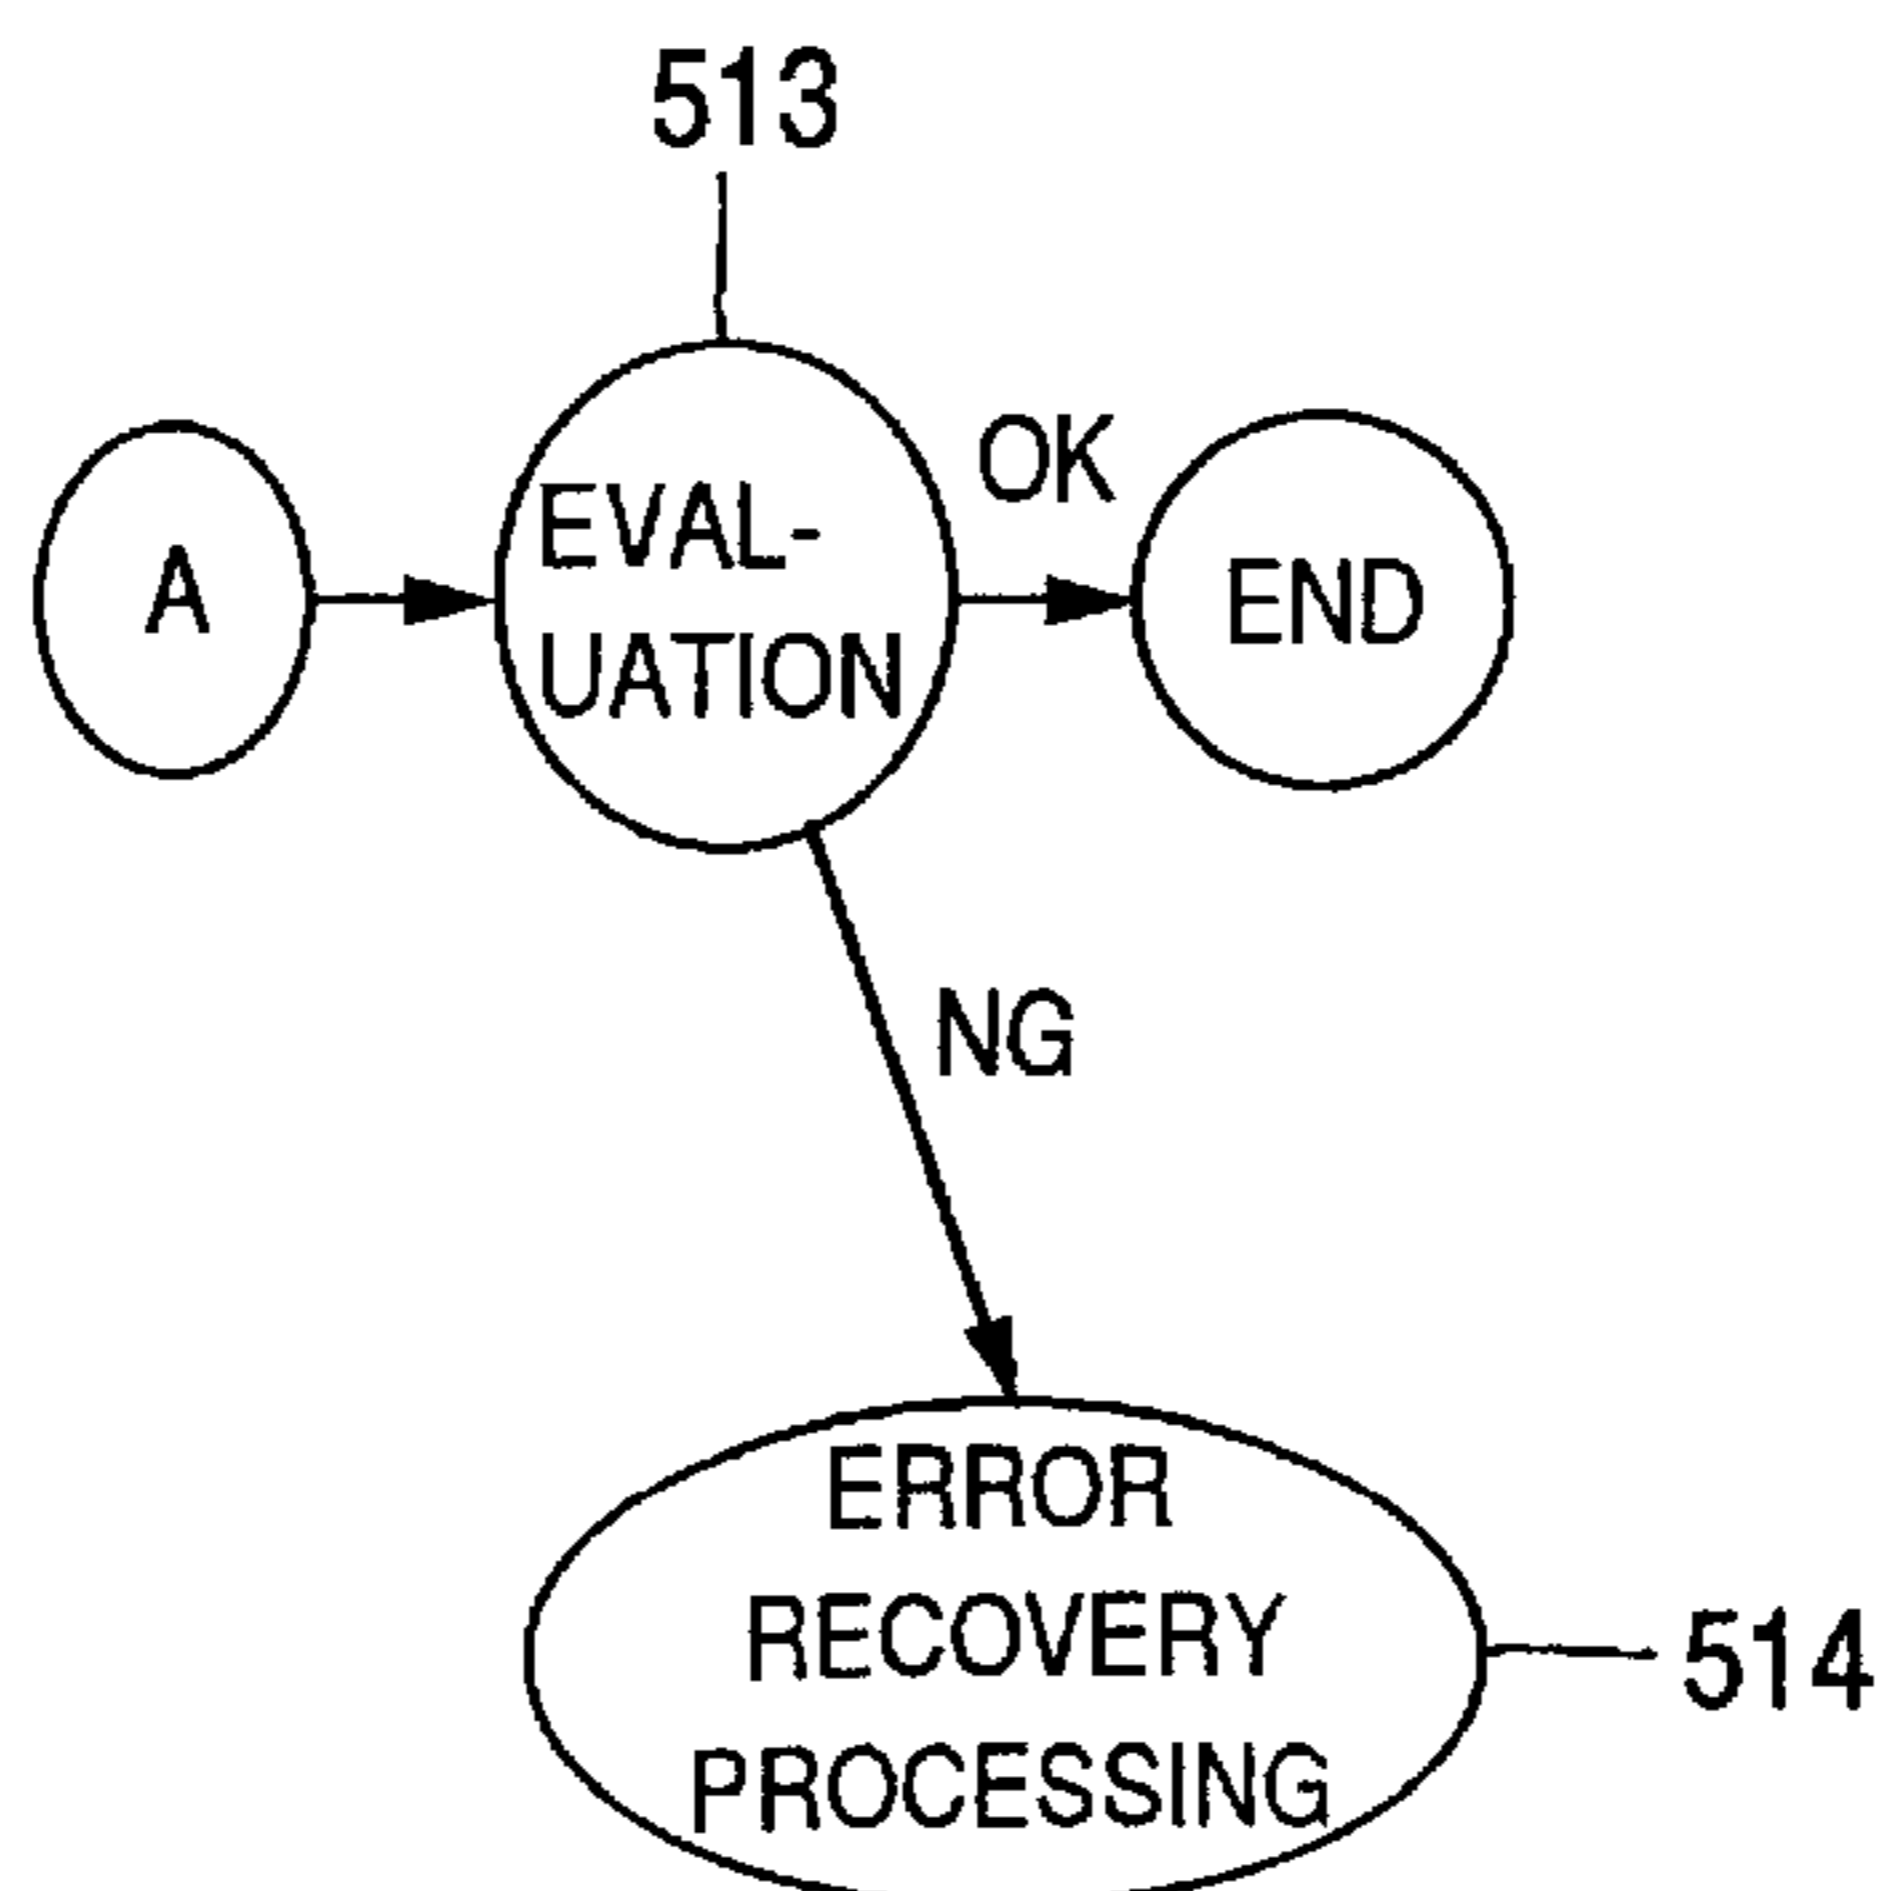 513
A
EVAL-
UATION
OK
END
NG
ERROR
RECOVERY
PROCESSING
514